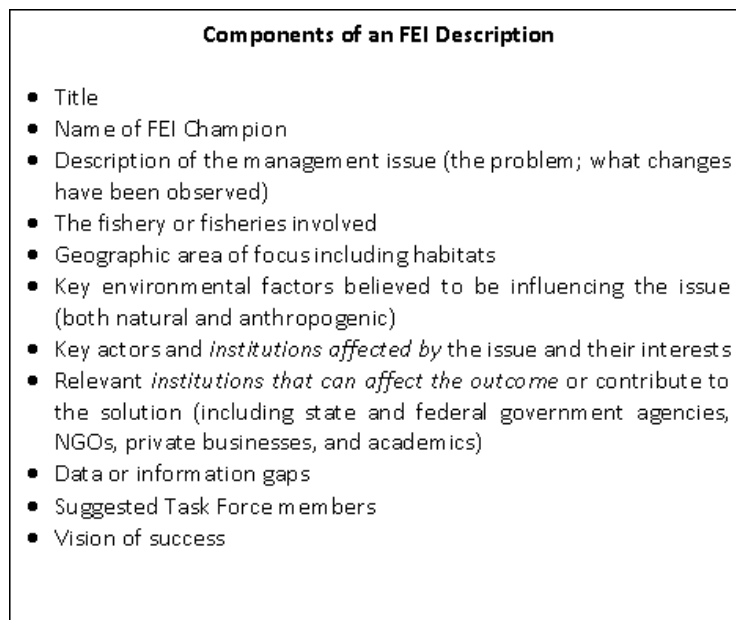 Components of an FEI Description
• Title
• Name of FEI Champion
• Description of the management issue (the problem; what changes
have been observed)
• The fishery or fisheries involved
• Geographic area of focus including habitats
• Key environmental factors believed to be influencing the issue
(both natural and anthropogenic)
• Key actors and institutions affected by the issue and their interests
• Relevant institutions that can affect the outcome or contribute to
the solution (including state and federal government agencies,
NGOs, private businesses, and academics)
• Data or information gaps
• Suggested Task Force members
• Vision of success